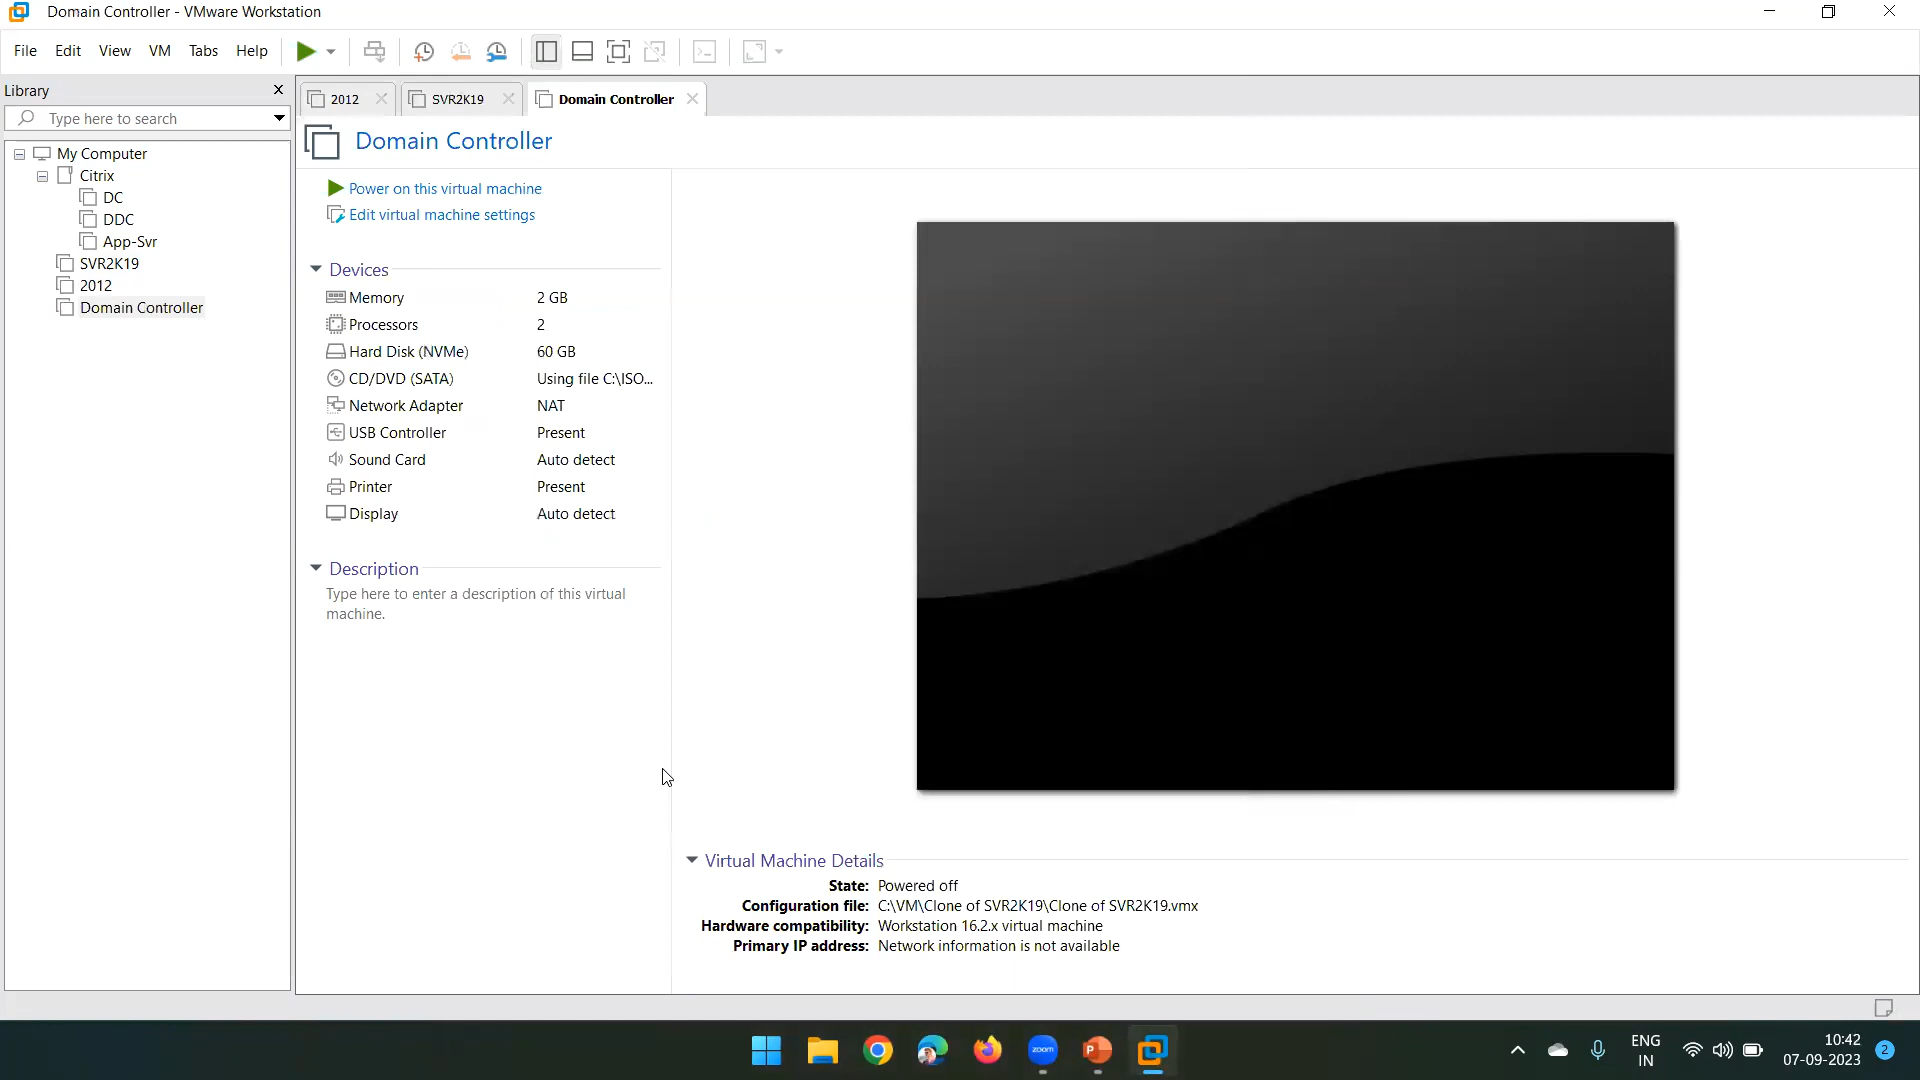 Domain Controller - VMware Workstation
File Edit View VM Tabs Help
Library
Type here to search
My Computer
Citrix
DC
DDC
App-Svr
SVR2K19
2012
Domain Controller
2012 SVR2K19 Domain Controller
Domain Controller
Power on this virtual machine
Edit virtual machine settings
Devices
Memory 2 GB
Processors 2
Hard Disk (NVMe) 60 GB
CD/DVD (SATA) Using file C:\ISO...
Network Adapter NAT
USB Controller Present
Sound Card Auto detect
Printer Present
Display Auto detect
Description
Type here to enter a description of this virtual
machine.
Virtual Machine Details
State: Powered off
Configuration file: C:\VM\Clone of SVR2K19\Clone of SVR2K19.vmx
Hardware compatibility: Workstation 16.2.x virtual machine
Primary IP address: Network information is not available
zoom
P
ENG
IN
10:42
07-09-2023
2